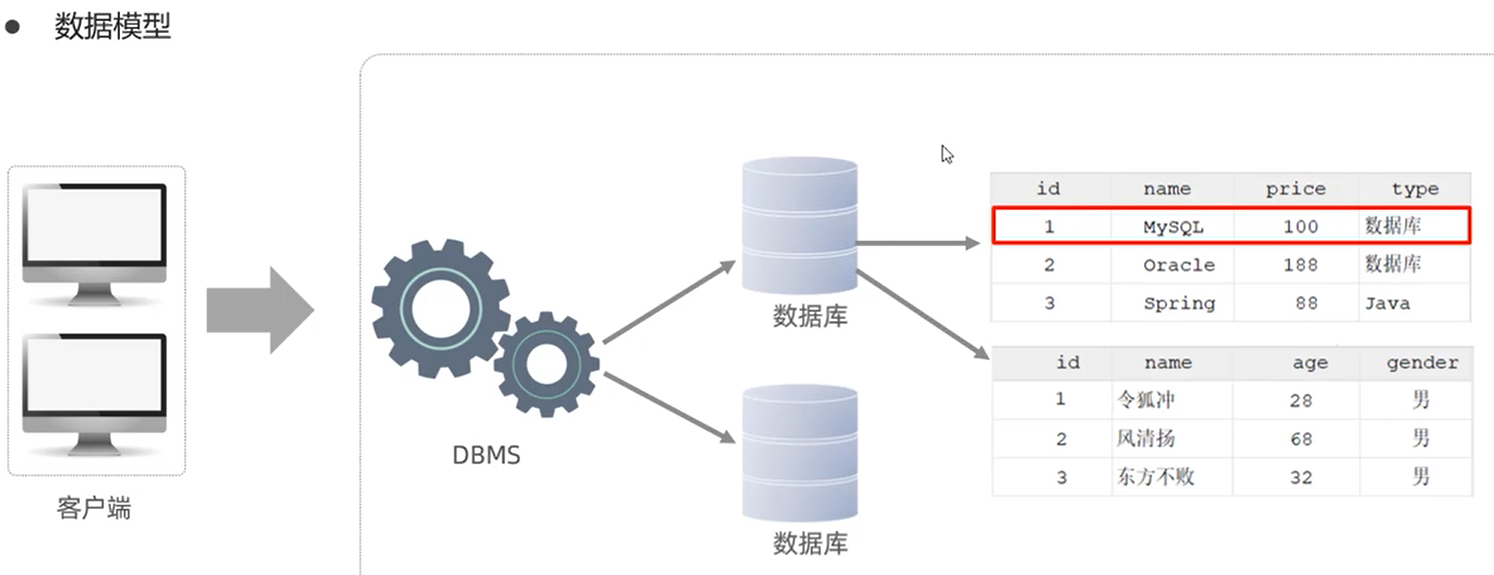 数据模型
客户端
DBMS
数据库
数据库
id name price type
1 MySQL 100 数据库
2 Oracle 188 数据库
3 Spring 88 Java
id name age gender
1 令狐冲 28 男
2 风清扬 68 男
3 东方不败 32 男